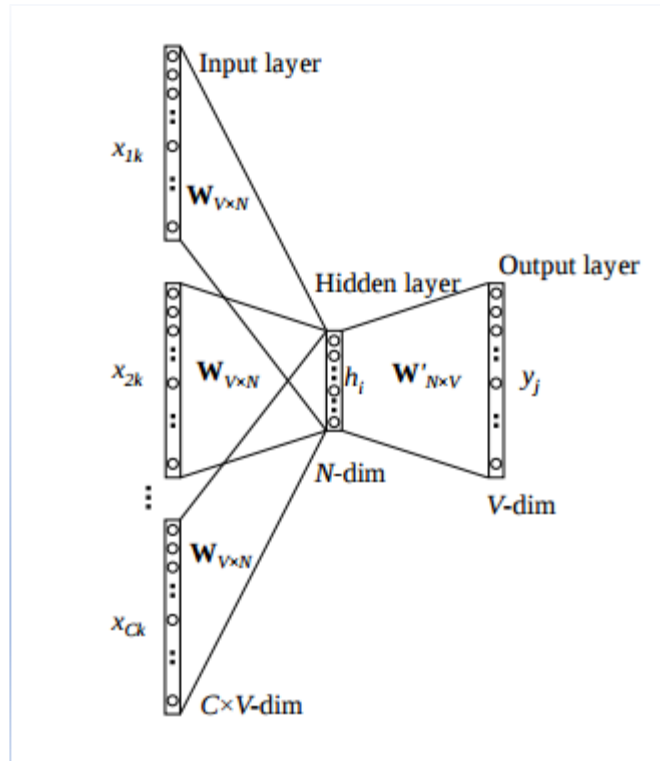 Input layer
x1k
WV×N
Hidden layer
Output layer
x2k
WV×N
hi
W'N×V
yj
N-dim
V-dim
WV×N
xCk
C×V-dim